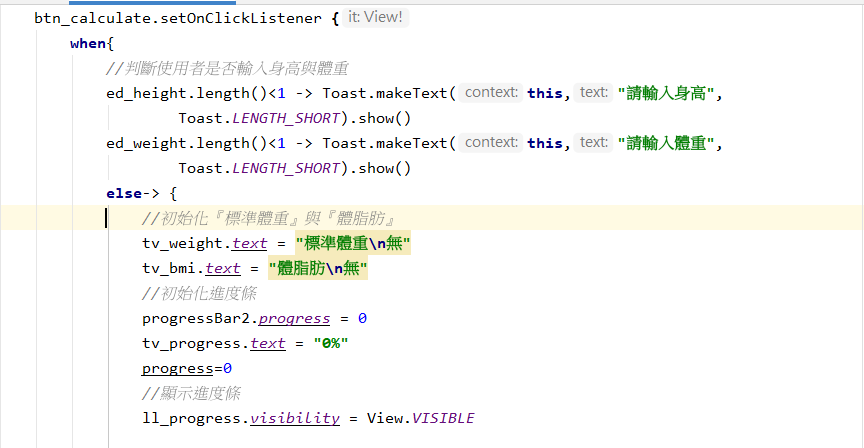 btn_calculate.setOnClickListener { it: View!
when{
//判斷使用者是否輸入身高與體重
ed_height.length()<1 -> Toast.makeText( context: this, text: "請輸入身高",
Toast.LENGTH_SHORT).show()
ed_weight.length()<1 -> Toast.makeText( context: this, text: "請輸入體重",
Toast.LENGTH_SHORT).show()
else-> {
//初始化『標準體重』與『體脂肪』
tv_weight.text = "標準體重\n無"
tv_bmi.text = "體脂肪\n無"
//初始化進度條
progressBar2.progress = 0
tv_progress.text = "0%"
progress=0
//顯示進度條
ll_progress.visibility = View.VISIBLE